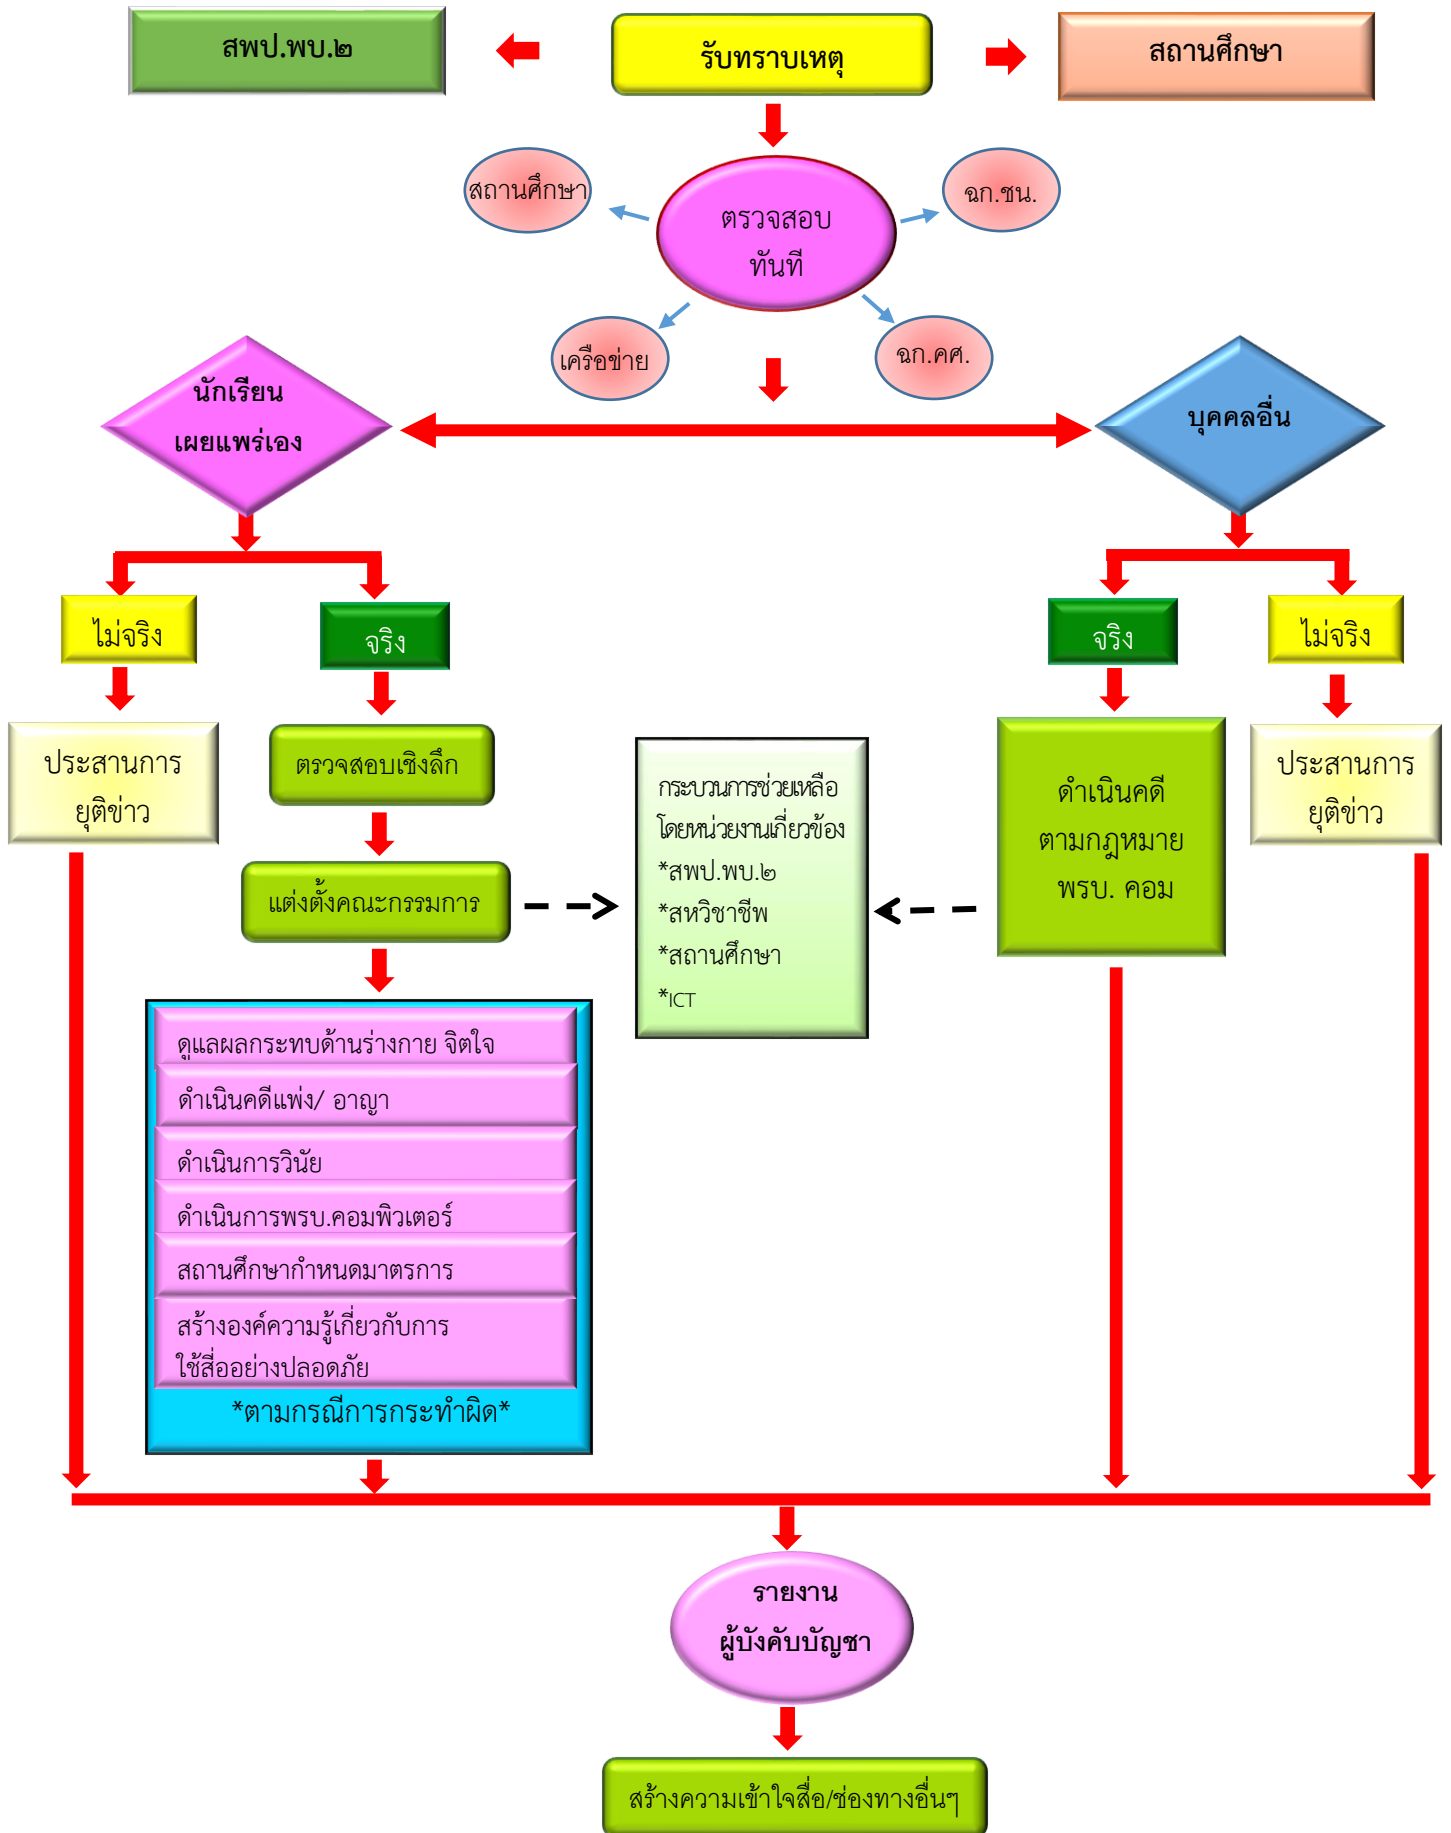 สพป.พบ.๒
รับทราบเหตุ
สถานศึกษา
สถานศึกษา
ตรวจสอบ
ทันที
ฉก.ชน.
เครือข่าย
ฉก.คศ.
นักเรียน
เผยแพร่เอง
บุคคลอื่น
ไม่จริง
จริง
จริง
ไม่จริง
ประสานการ
ยุติข่าว
ตรวจสอบเชิงลึก
แต่งตั้งคณะกรรมการ
กระบวนการช่วยเหลือ
โดยหน่วยงานเกี่ยวข้อง
*สพป.พบ.๒
*สหวิชาชีพ
*สถานศึกษา
*ICT
ดำเนินคดี
ตามกฎหมาย
พรบ. คอม
ประสานการ
ยุติข่าว
ดูแลผลกระทบด้านร่างกาย จิตใจ
ดำเนินคดีแพ่ง/ อาญา
ดำเนินการวินัย
ดำเนินการพรบ.คอมพิวเตอร์
สถานศึกษากำหนดมาตรการ
สร้างองค์ความรู้เกี่ยวกับการ
ใช้สื่ออย่างปลอดภัย
*ตามกรณีการกระทำผิด*
รายงาน
ผู้บังคับบัญชา
สร้างความเข้าใจสื่อ/ช่องทางอื่นๆ